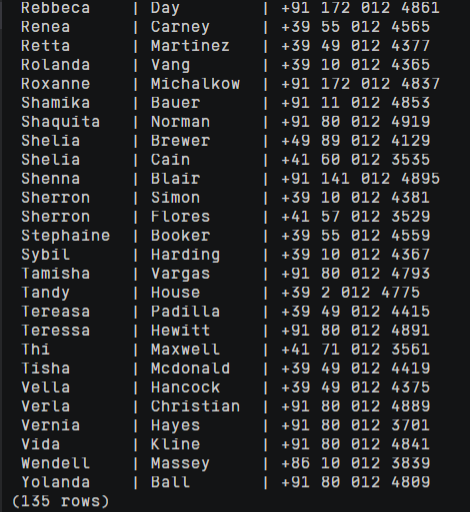 Rebbeca | Day | +91 172 012 4861
Renea | Carney | +39 55 012 4565
Retta | Martinez | +39 49 012 4377
Rolanda | Vang | +39 10 012 4365
Roxanne | Michalkow | +91 172 012 4837
Shamika | Bauer | +91 11 012 4853
Shaquita | Norman | +91 80 012 4919
Shelia | Brewer | +49 89 012 4129
Shelia | Cain | +41 60 012 3535
Shenna | Blair | +91 141 012 4895
Sherron | Simon | +39 10 012 4381
Sherron | Flores | +41 57 012 3529
Stephaine | Booker | +39 55 012 4559
Sybil | Harding | +39 10 012 4367
Tamisha | Vargas | +91 80 012 4793
Tandy | House | +39 2 012 4775
Tereasa | Padilla | +39 49 012 4415
Teressa | Hewitt | +91 80 012 4891
Thi | Maxwell | +41 71 012 3561
Tisha | Mcdonald | +39 49 012 4419
Vella | Hancock | +39 49 012 4375
Verla | Christian | +91 80 012 4889
Vernia | Hayes | +91 80 012 3701
Vida | Kline | +91 80 012 4841
Wendell | Massey | +86 10 012 3839
Yolanda | Ball | +91 80 012 4809
(135 rows)